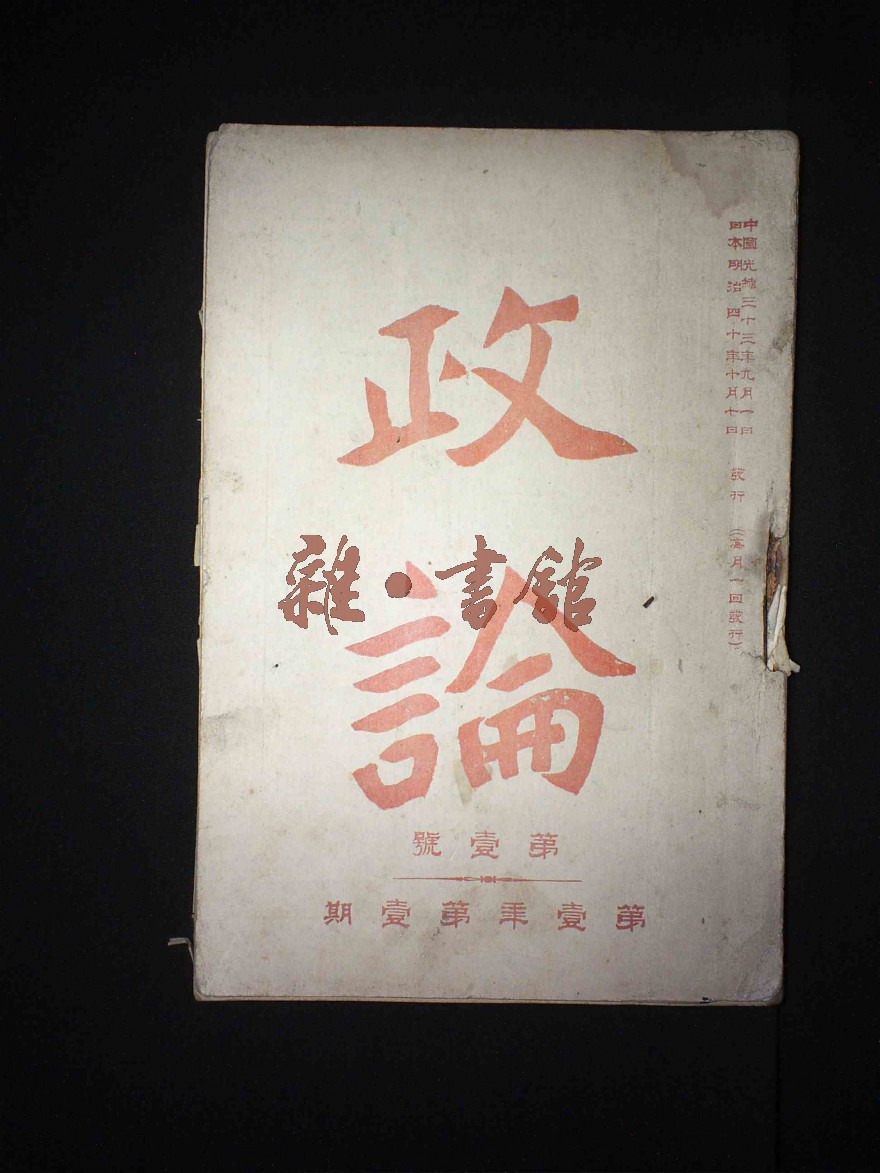 中國光緒三十三年九月一日
日本明治四十年十月七日
發行 (每月一回發行)
政論
雜·書館
第壹號
第壹年第壹期